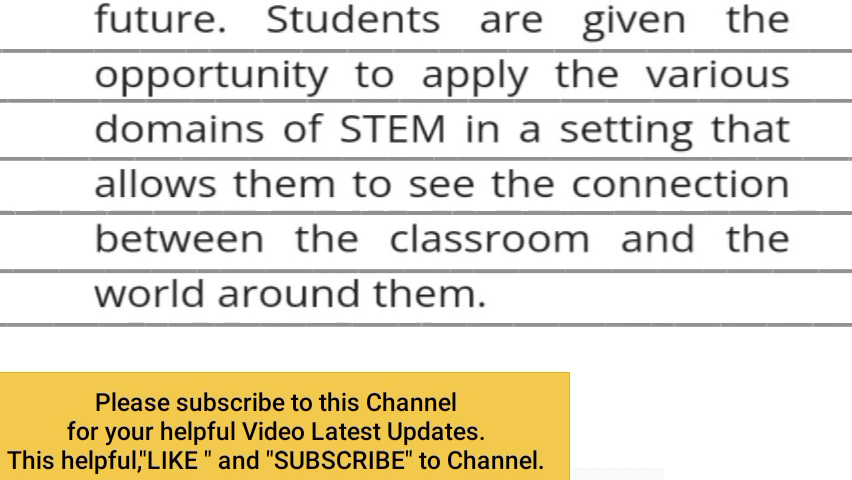 future. Students are given the
opportunity to apply the various
domains of STEM in a setting that
allows them to see the connection
between the classroom and the
world around them.
Please subscribe to this Channel
for your helpful Video Latest Updates.
This helpful,"LIKE " and "SUBSCRIBE" to Channel.